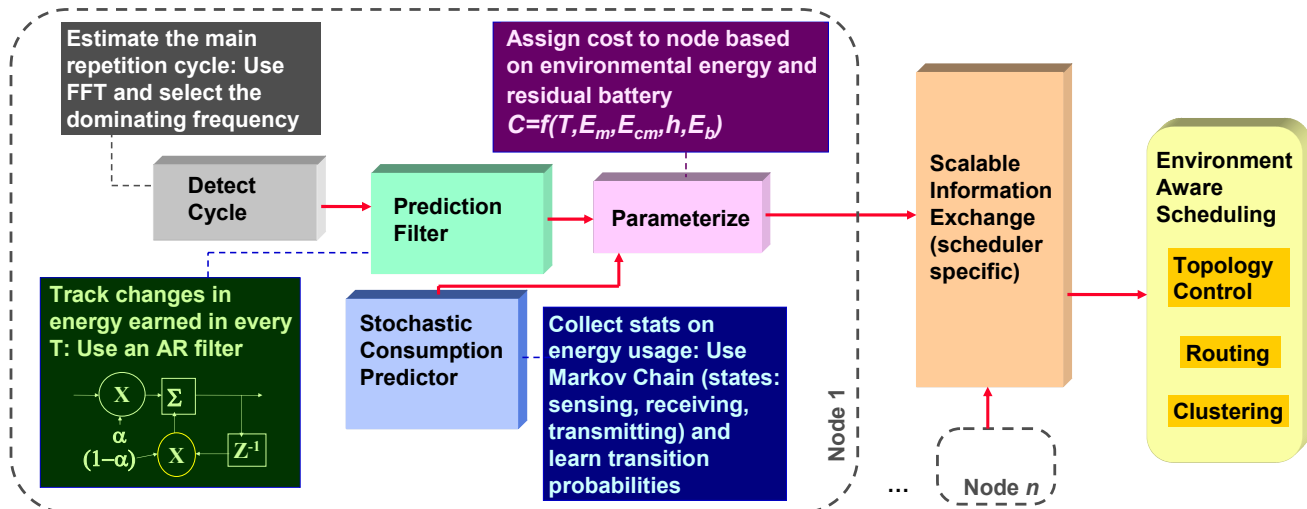 Estimate the main
repetition cycle: Use
FFT and select the
dominating frequency
Assign cost to node based
on environmental energy and
residual battery
C=f(T,Eₘ,E꜀ₘ,h,E_b)
Detect
Cycle
Prediction
Filter
Parameterize
Scalable
Information
Exchange
(scheduler
specific)
Environment
Aware
Scheduling
Topology
Control
Routing
Clustering
Track changes in
energy earned in every
T: Use an AR filter
X
Σ
α
(1−α)
X
Z⁻¹
Stochastic
Consumption
Predictor
Collect stats on
energy usage: Use
Markov Chain (states:
sensing, receiving,
transmitting) and
learn transition
probabilities
Node 1
...
Node n